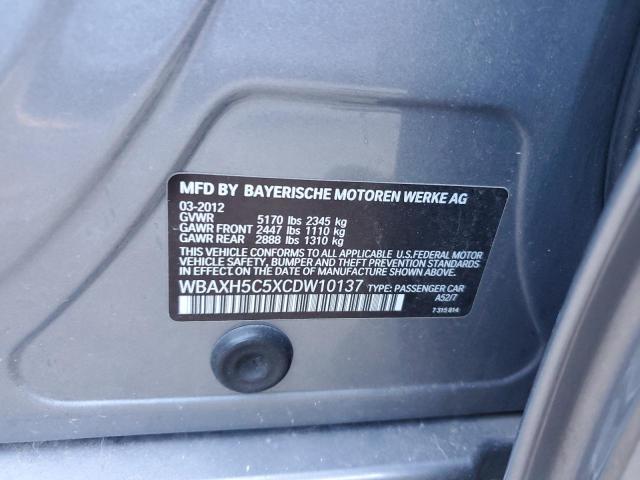 MFD BY BAYERISCHE MOTOREN WERKE AG
03-2012
GVWR 5170 lbs 2345 kg
GAWR FRONT 2447 lbs 1110 kg
GAWR REAR 2888 lbs 1310 kg
THIS VEHICLE CONFORMS TO ALL APPLICABLE U.S. FEDERAL MOTOR
VEHICLE SAFETY, BUMPER AND THEFT PREVENTION STANDARDS IN
EFFECT ON THE DATE OF MANUFACTURE SHOWN ABOVE.
WBAXH5C5XCDW10137 TYPE: PASSENGER CAR
A52/7
7 315 814